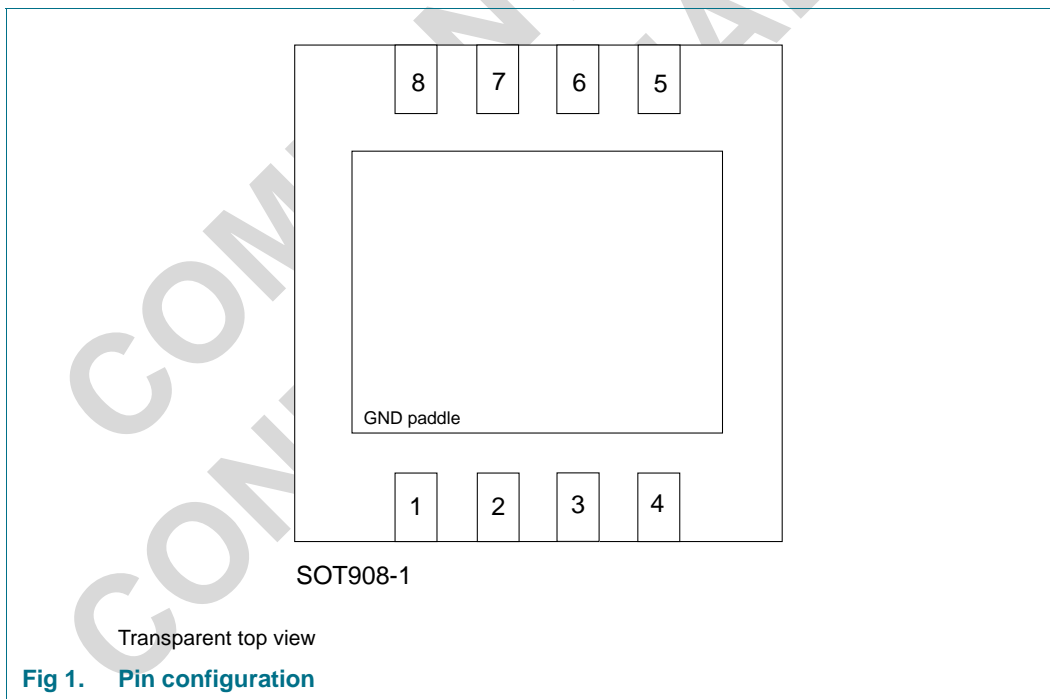 8 7 6 5
GND paddle
1 2 3 4
SOT908-1
Transparent top view
Fig 1. Pin configuration